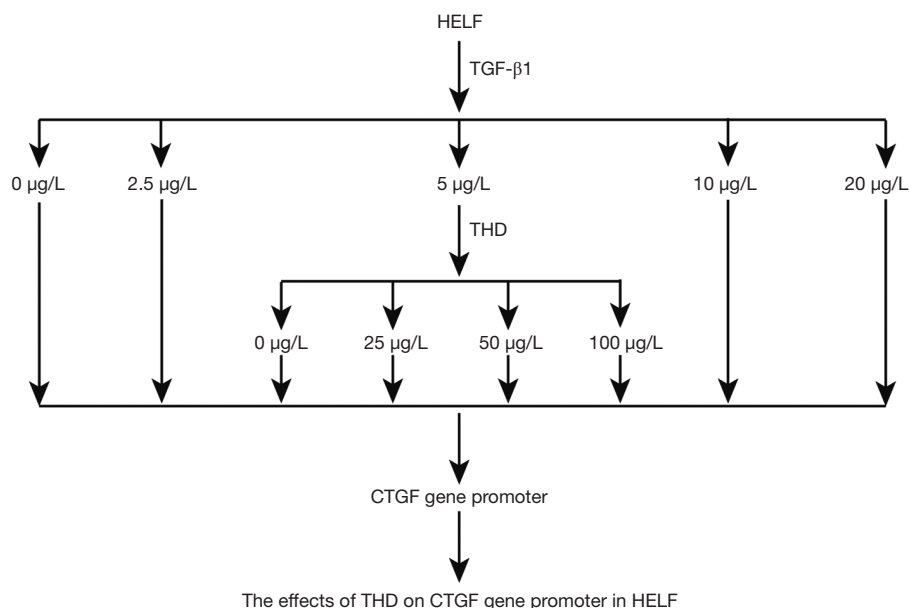 HELF
TGF-β1
0 µg/L 2.5 µg/L 5 µg/L 10 µg/L 20 µg/L
THD
0 µg/L 25 µg/L 50 µg/L 100 µg/L
CTGF gene promoter
The effects of THD on CTGF gene promoter in HELF